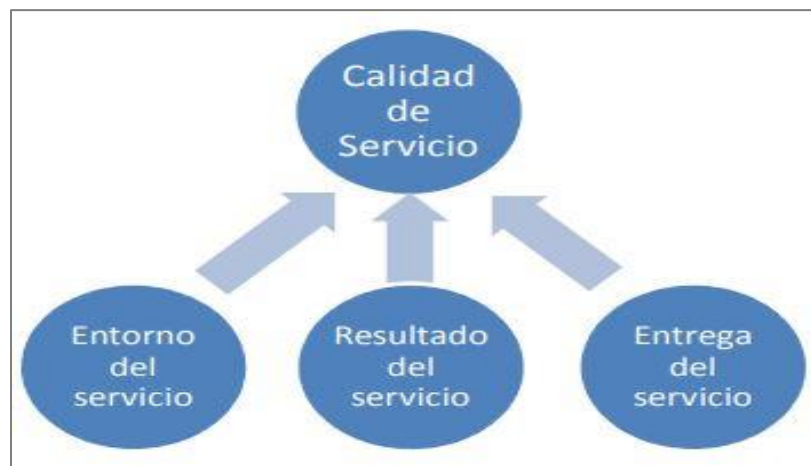 Calidad
de
Servicio
Entorno
del
servicio
Resultado
del
servicio
Entrega
del
servicio